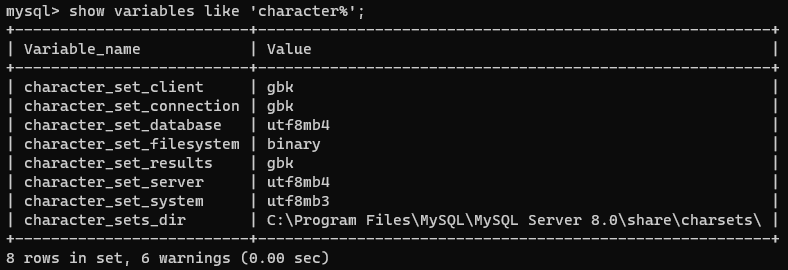 mysql> show variables like 'character%';
+--------------------------+---------------------------------------------------------+
| Variable_name            | Value                                                   |
+--------------------------+---------------------------------------------------------+
| character_set_client     | gbk                                                     |
| character_set_connection | gbk                                                     |
| character_set_database   | utf8mb4                                                 |
| character_set_filesystem | binary                                                  |
| character_set_results    | gbk                                                     |
| character_set_server     | utf8mb4                                                 |
| character_set_system     | utf8mb3                                                 |
| character_sets_dir       | C:\Program Files\MySQL\MySQL Server 8.0\share\charsets\ |
+--------------------------+---------------------------------------------------------+
8 rows in set, 6 warnings (0.00 sec)